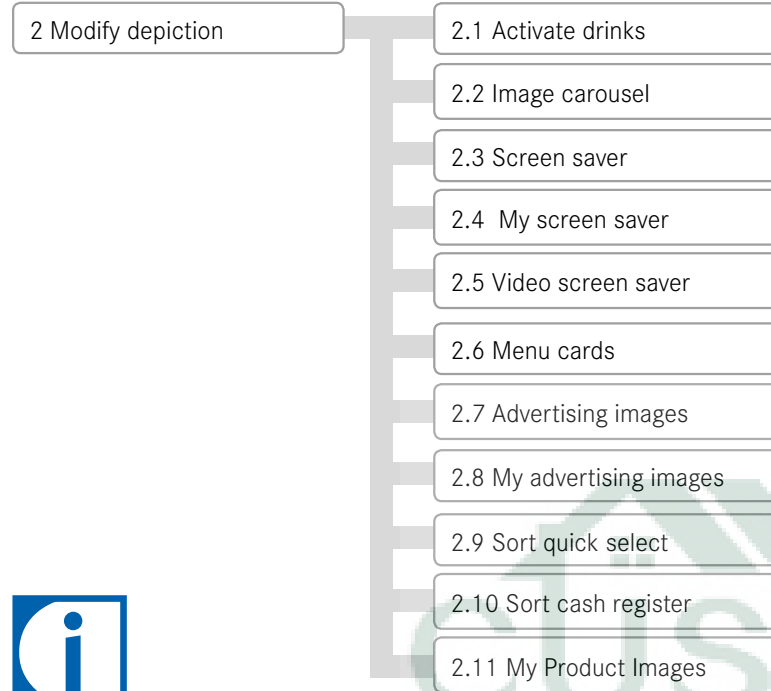 2 Modify depiction
2.1 Activate drinks
2.2 Image carousel
2.3 Screen saver
2.4 My screen saver
2.5 Video screen saver
2.6 Menu cards
2.7 Advertising images
2.8 My advertising images
2.9 Sort quick select
2.10 Sort cash register
2.11 My Product Images
i
cus